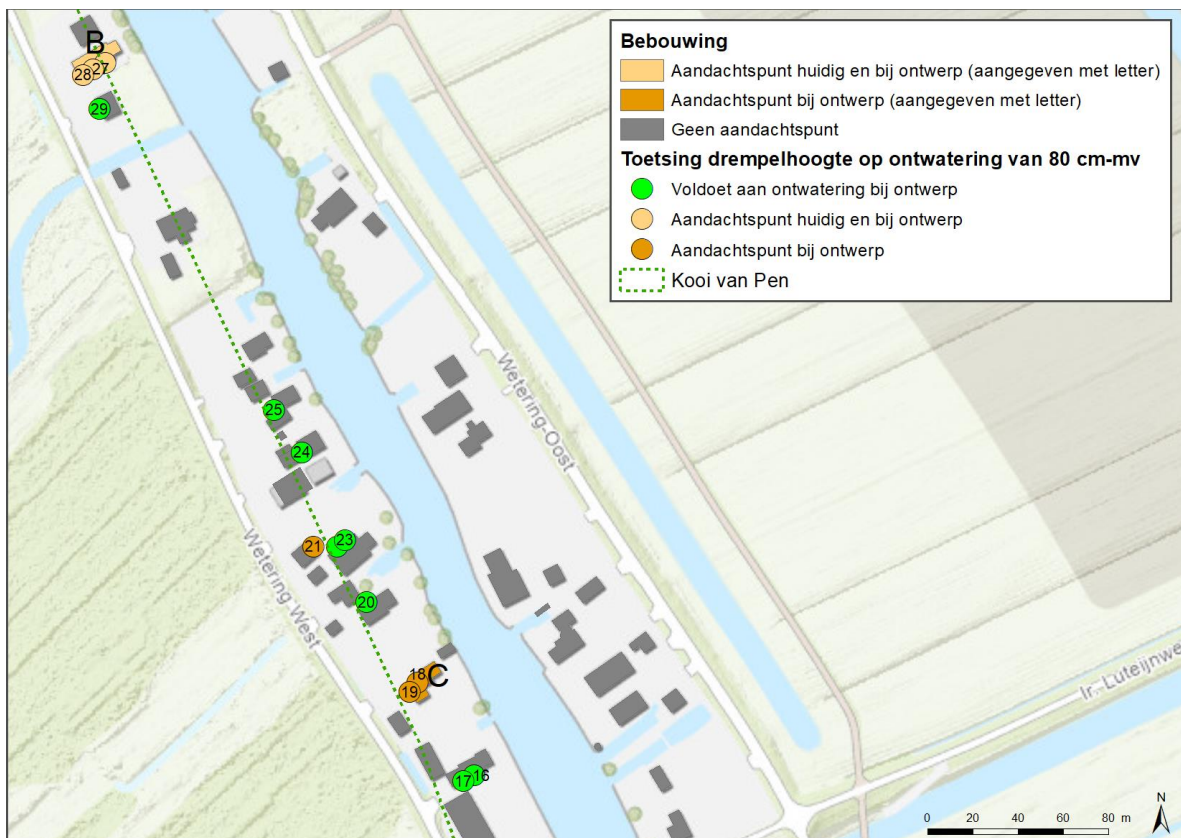 Bebouwing
Aandachtspunt huidig en bij ontwerp (aangegeven met letter)
Aandachtspunt bij ontwerp (aangegeven met letter)
Geen aandachtspunt
Toetsing drempelhoogte op ontwatering van 80 cm-mv
Voldoet aan ontwatering bij ontwerp
Aandachtspunt huidig en bij ontwerp
Aandachtspunt bij ontwerp
Kooi van Pen
B
28 27
29
25
24
23
21
20
18
C
19
16
17
Wetering-Oost
Wetering West
Ir. Luteijnwe
0 20 40 60 80 m
N